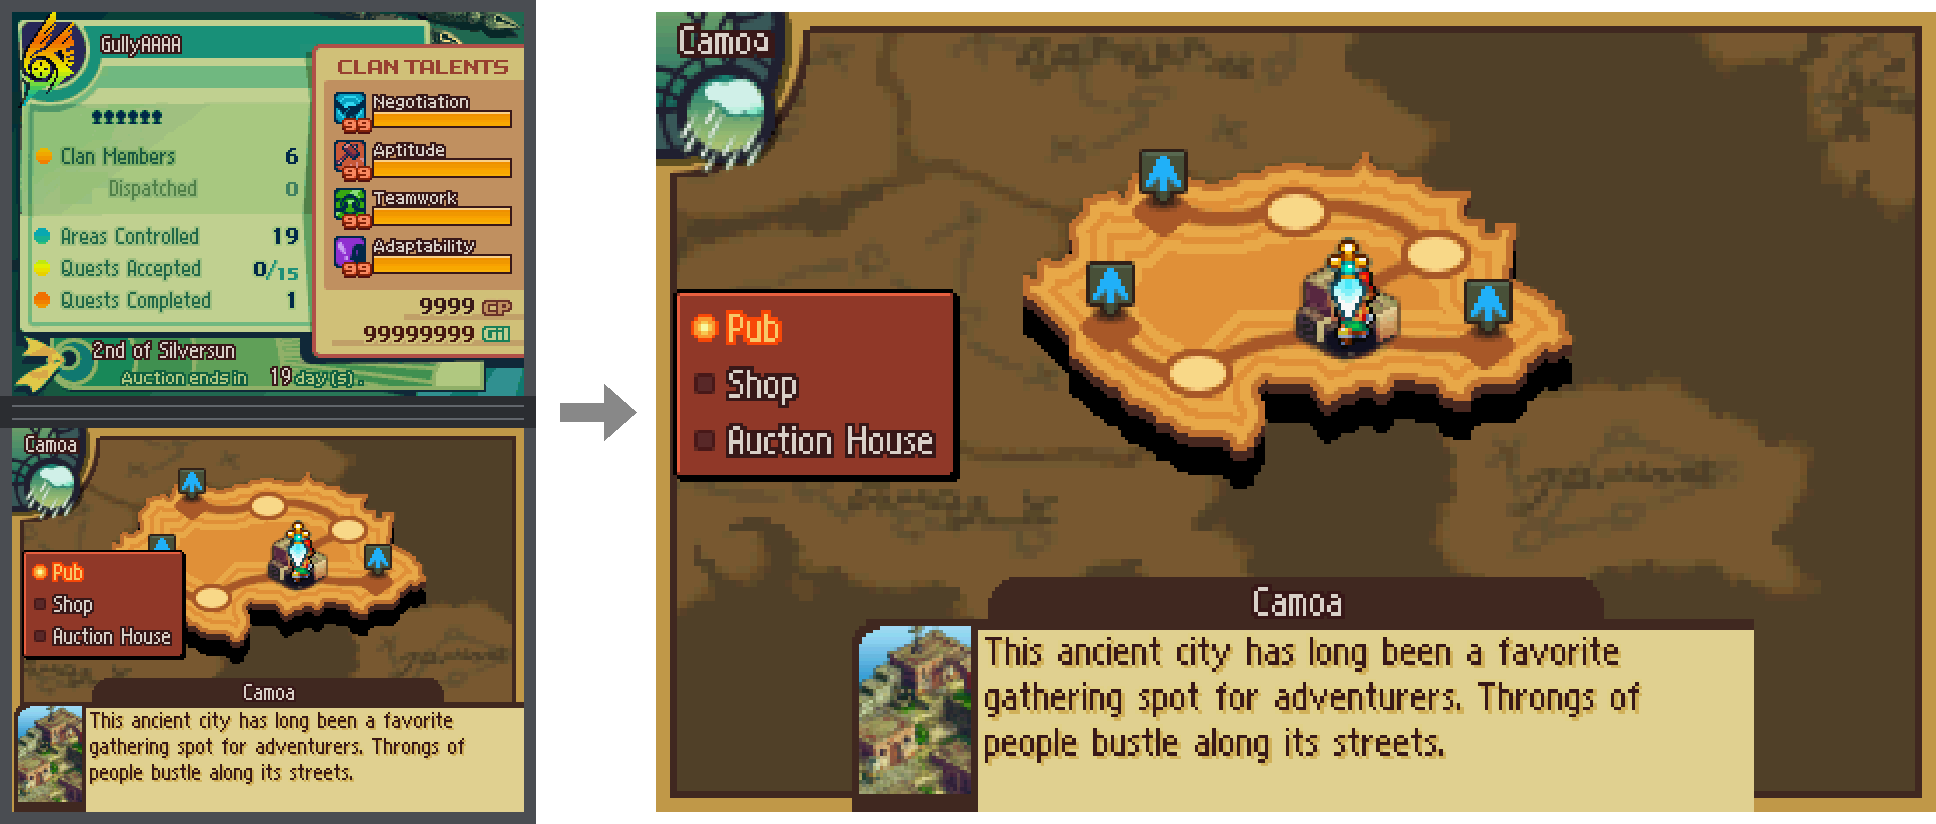 GullyAAAA
CLAN TALENTS
Negotiation
99
Aptitude
99
Teamwork
99
Adaptability
99
9999 CP
99999999 Gil
Clan Members 6
Dispatched 0
Areas Controlled 19
Quests Accepted 0/15
Quests Completed 1
2nd of Silversun
Auction ends in 19 day(s).
Camoa
Pub
Shop
Auction House
Camoa
This ancient city has long been a favorite
gathering spot for adventurers. Throngs of
people bustle along its streets.
Camoa
Pub
Shop
Auction House
Camoa
This ancient city has long been a favorite
gathering spot for adventurers. Throngs of
people bustle along its streets.